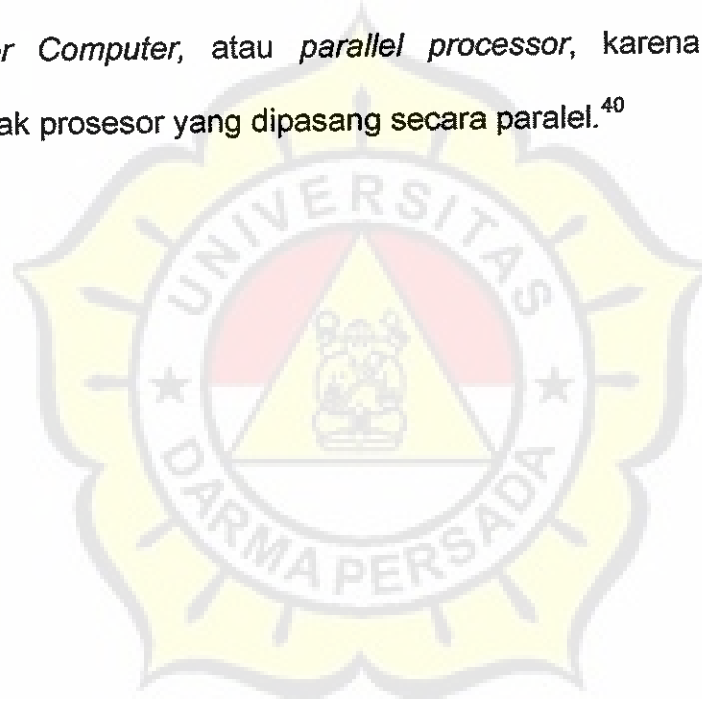 r Computer, atau parallel processor, karena
ak prosesor yang dipasang secara paralel.⁴⁰
UNIVERSITAS
DARMA PERSADA